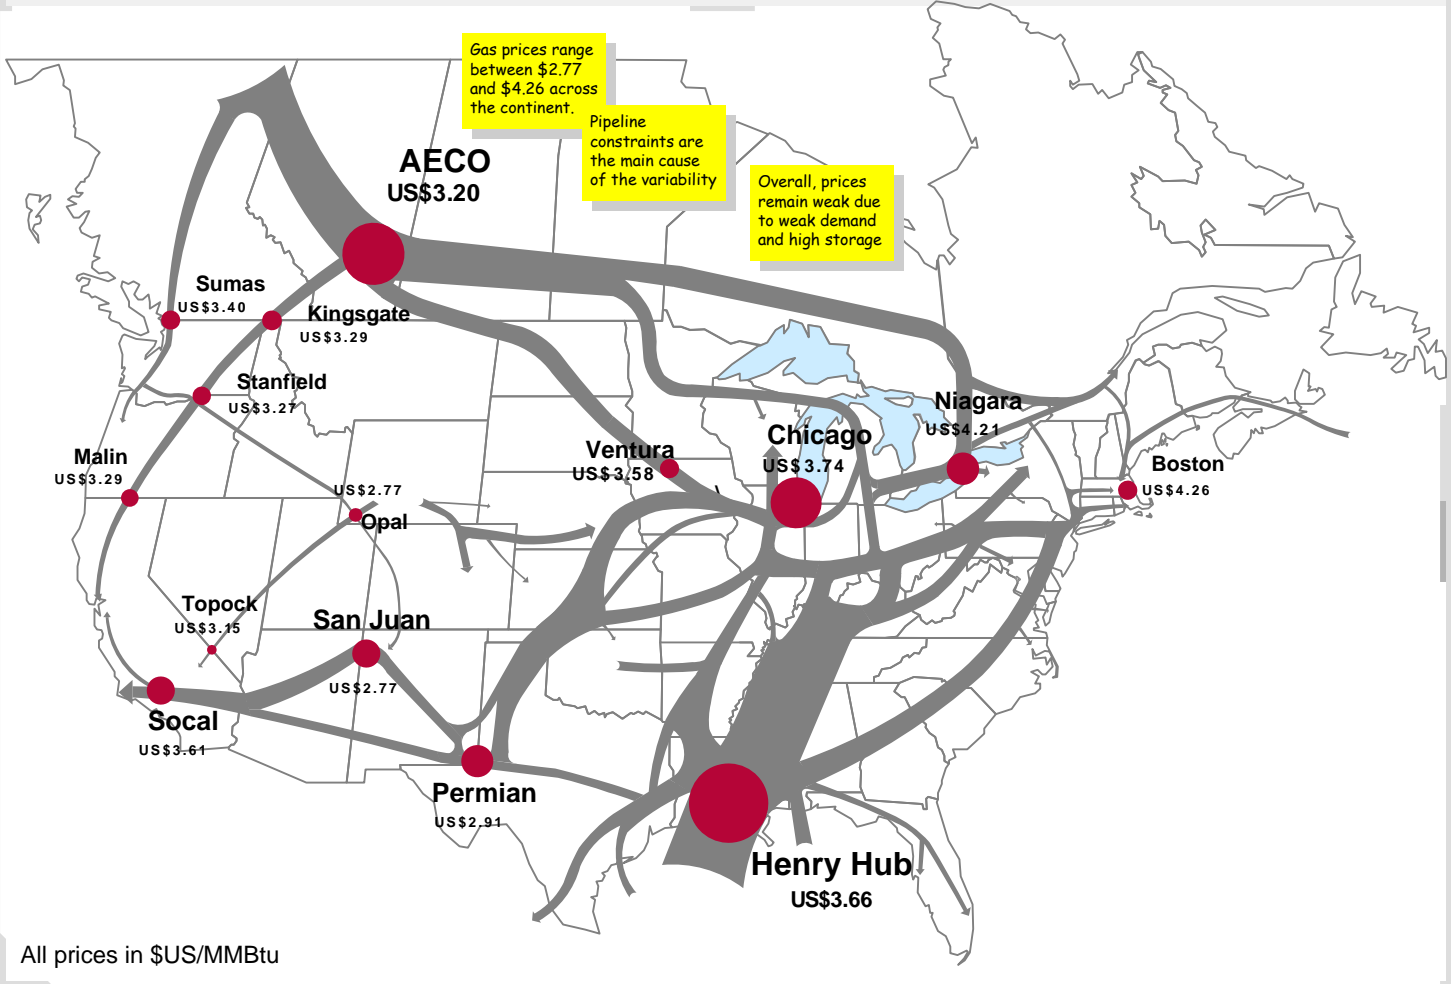 Gas prices range
between $2.77
and $4.26 across
the continent.
Pipeline
constraints are
the main cause
of the variability
Overall, prices
remain weak due
to weak demand
and high storage
AECO
US$3.20
Sumas
US$3.40
Kingsgate
US$3.29
Stanfield
US$3.27
Malin
US$3.29
US$2.77
Opal
Ventura
US$3.58
Chicago
US$3.74
Niagara
US$4.21
Boston
US$4.26
Topock
US$3.15
San Juan
US$2.77
Socal
US$3.61
Permian
US$2.91
Henry Hub
US$3.66
All prices in $US/MMBtu